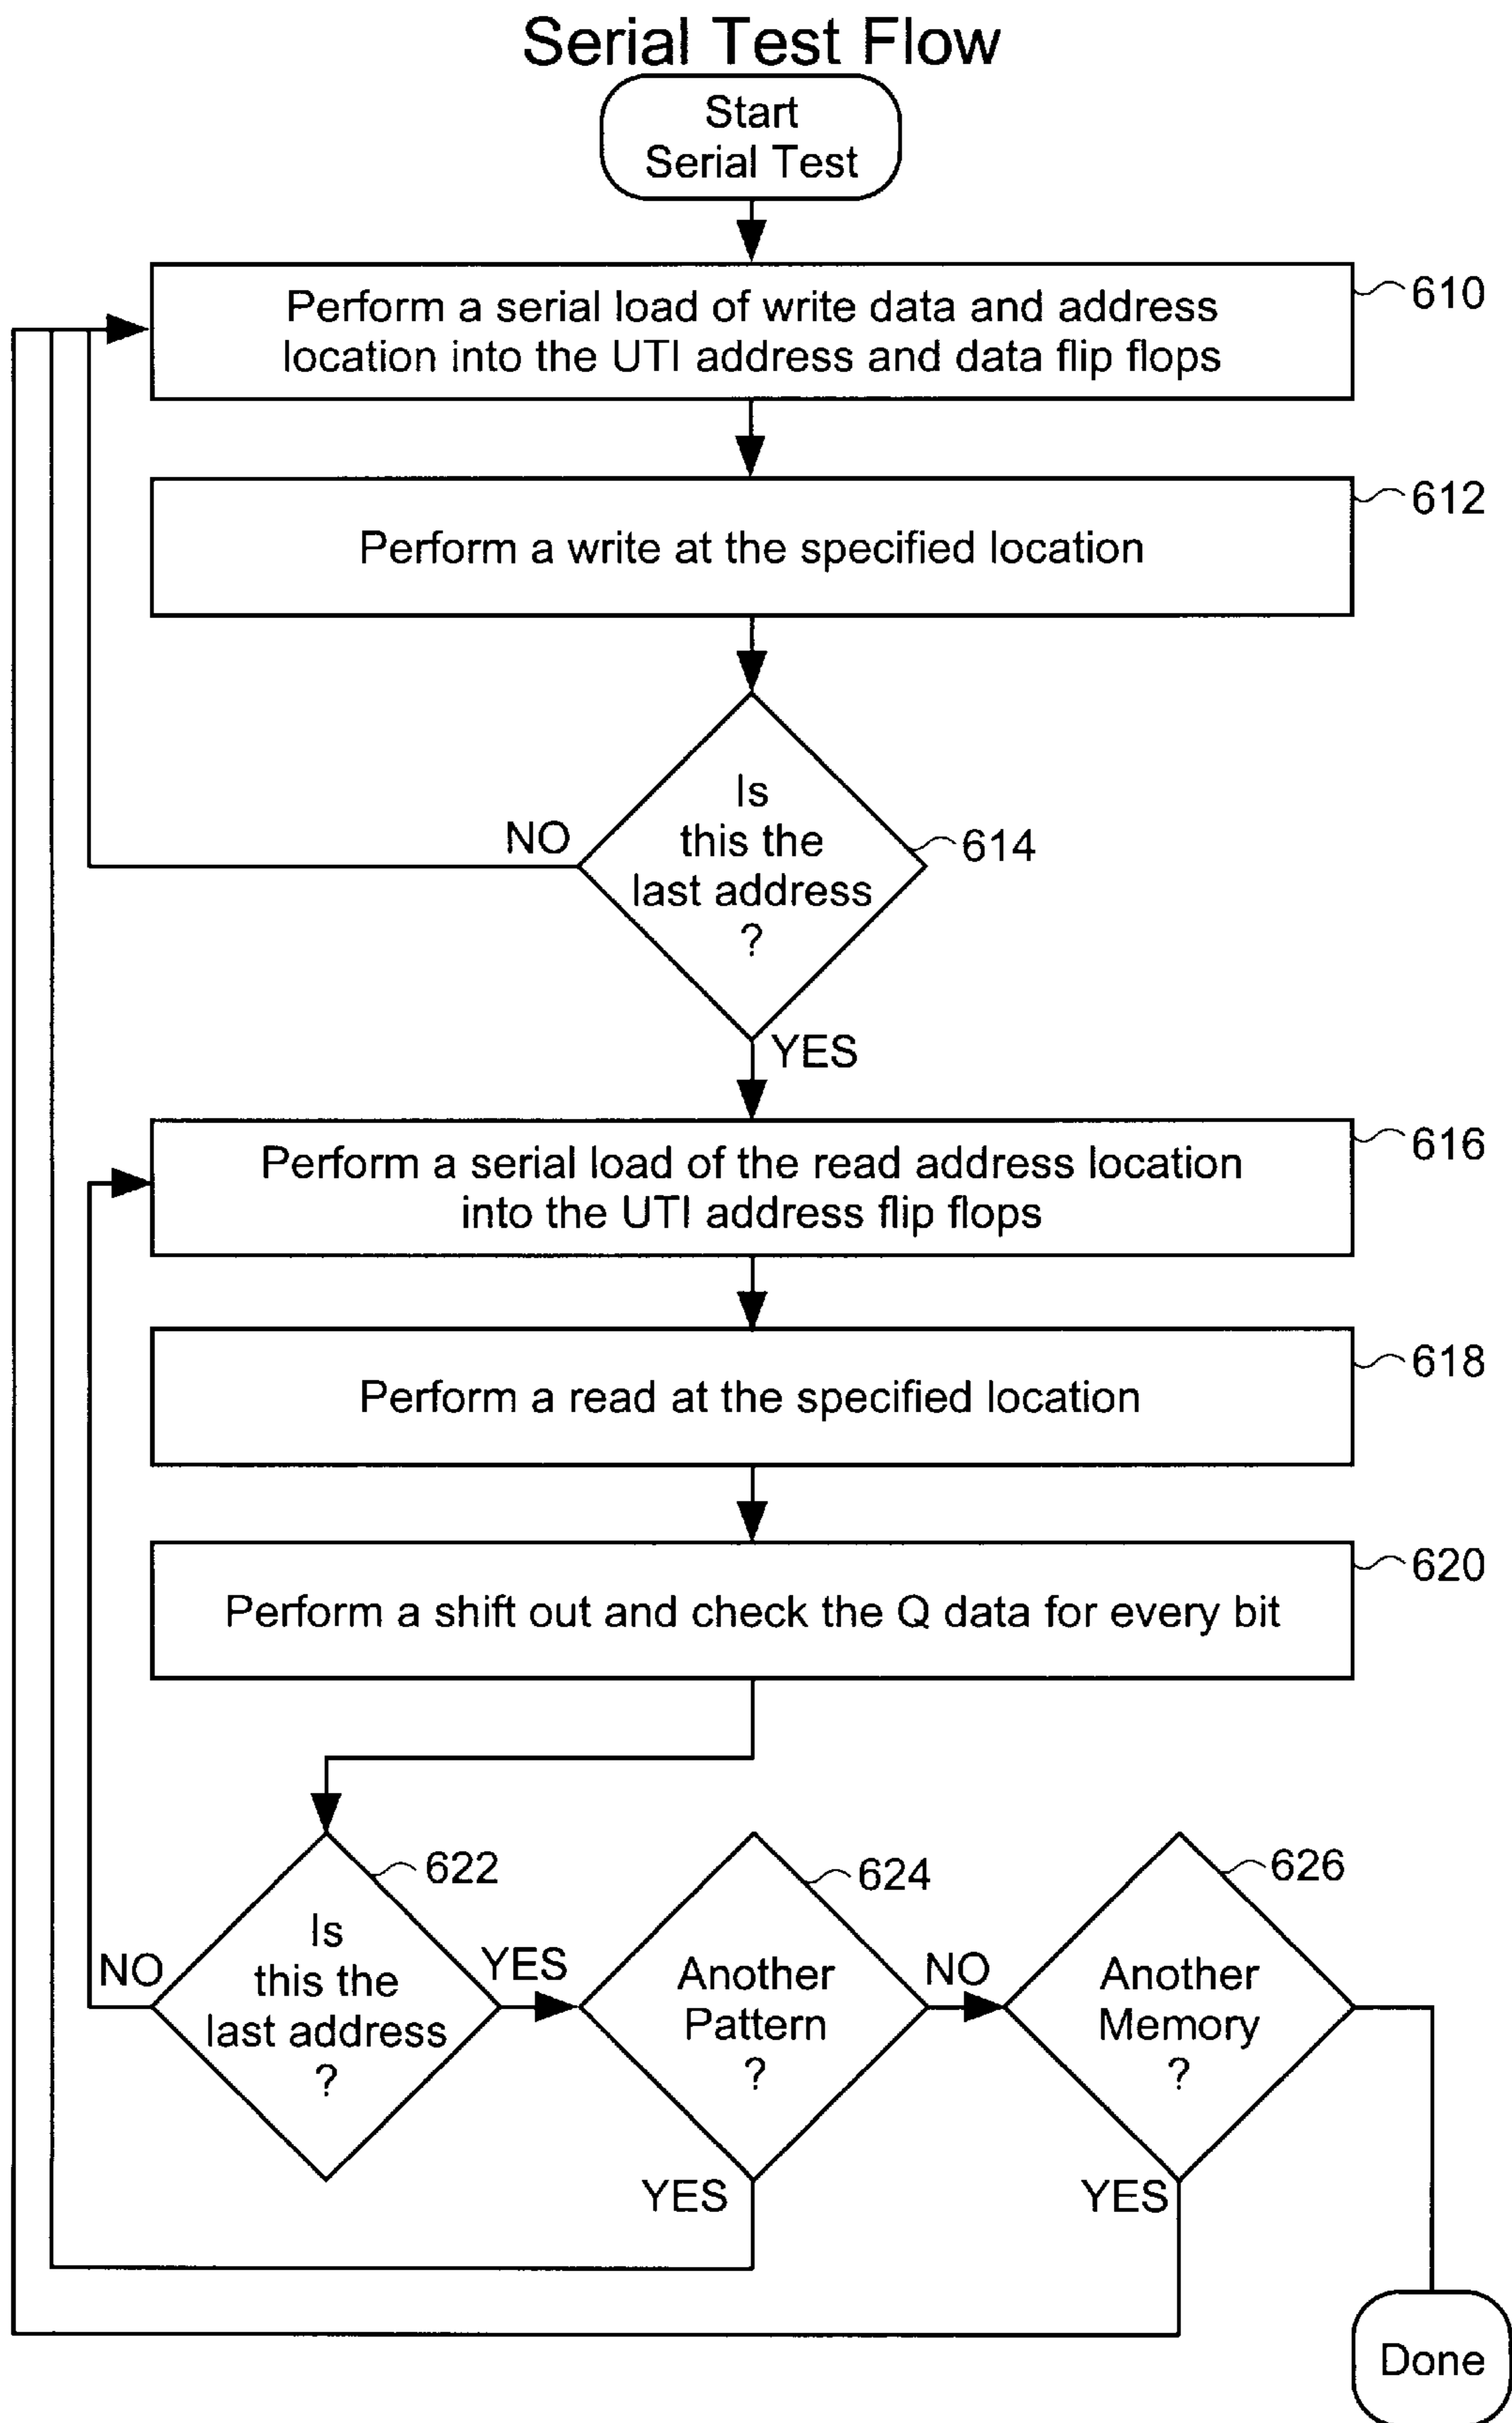 Serial Test Flow
Start
Serial Test
Perform a serial load of write data and address
location into the UTI address and data flip flops
610
Perform a write at the specified location
612
Is
this the
last address
?
NO
614
YES
Perform a serial load of the read address location
into the UTI address flip flops
616
Perform a read at the specified location
618
Perform a shift out and check the Q data for every bit
620
Is
this the
last address
?
622
NO
YES
Another
Pattern
?
624
NO
YES
Another
Memory
?
626
YES
Done